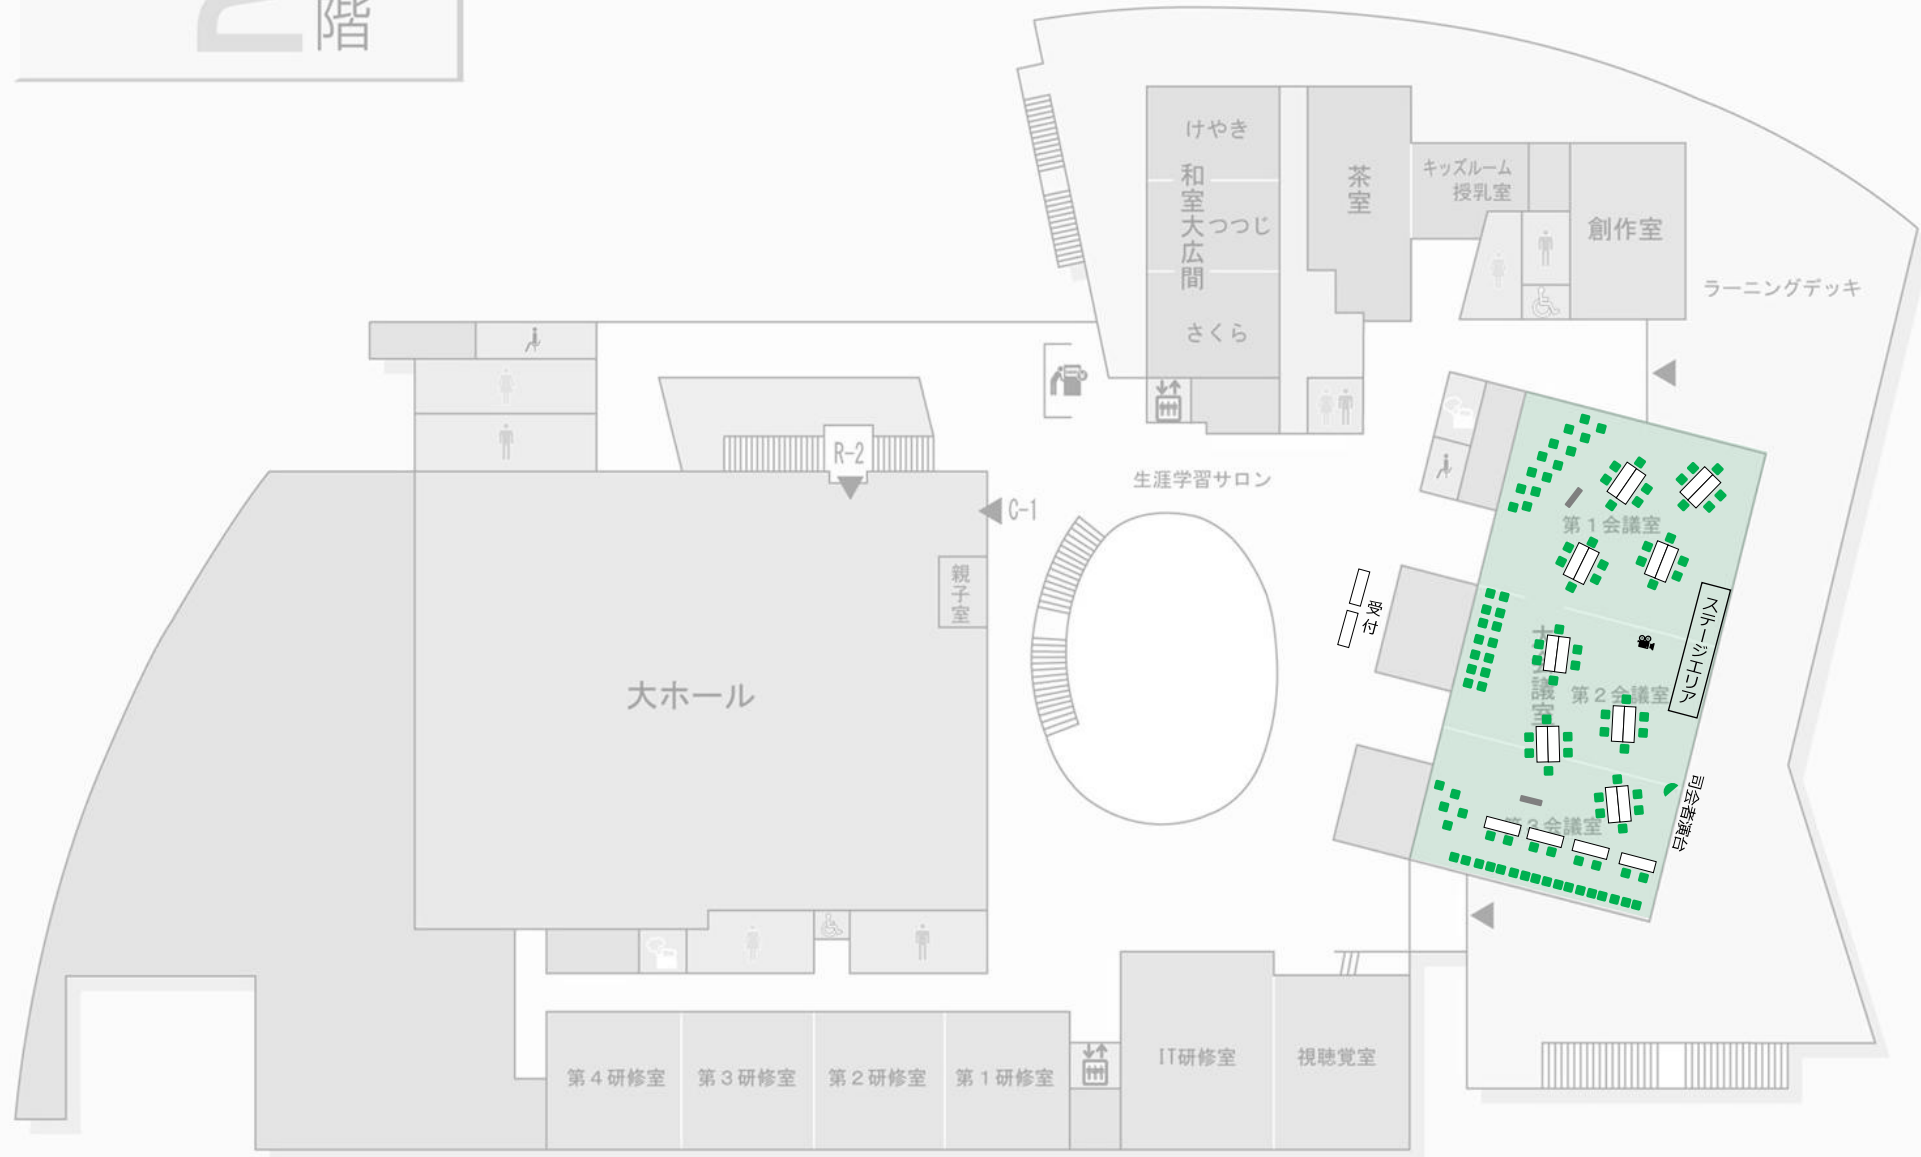 階
けやき
和室大広間
つつじ
さくら
茶室
キッズルーム
授乳室
創作室
ラーニングデッキ
R-2
C-1
生涯学習サロン
親子室
大ホール
受付
第1会議室
ステージエリア
第2会議室
第3会議室
司会者演台
第4研修室
第3研修室
第2研修室
第1研修室
IT研修室
視聴覚室